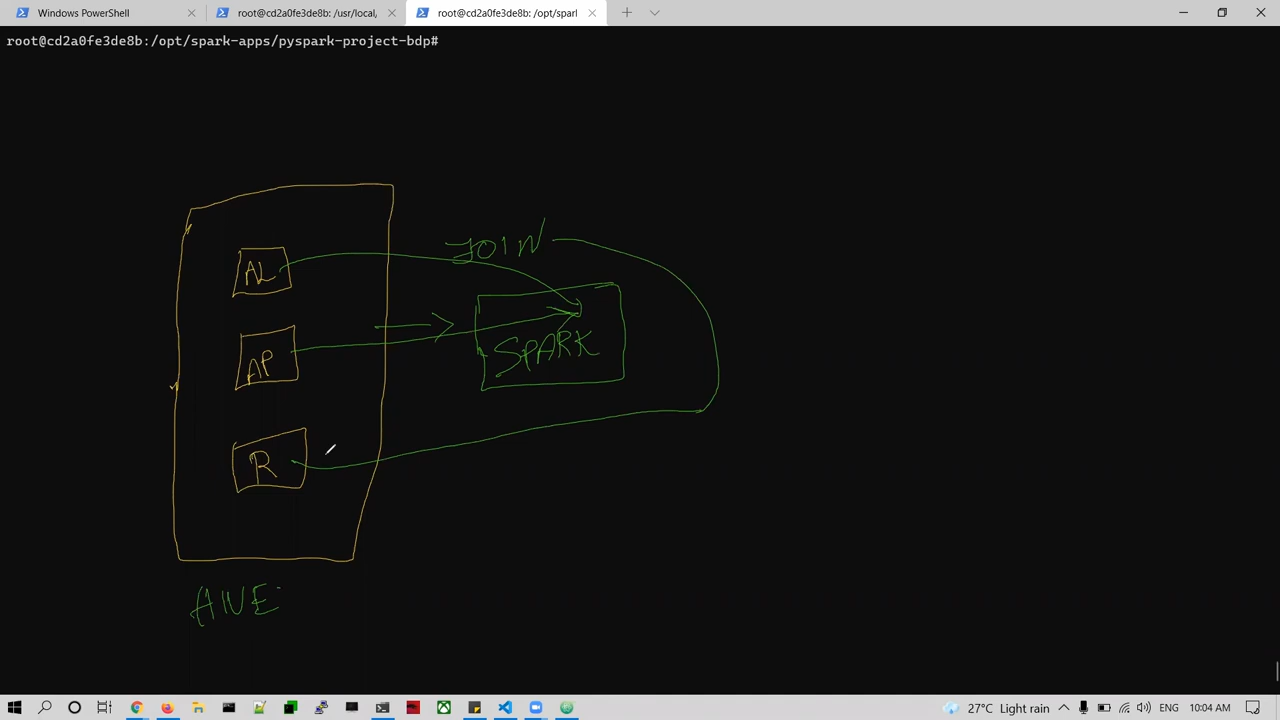 Windows PowerShell
root@cd2a0fe3de8b: /usr/local,
root@cd2a0fe3de8b: /opt/spark
root@cd2a0fe3de8b:/opt/spark-apps/pyspark-project-bdp#
JOIN
AL
SPARK
AP
R
HIVE
27°C Light rain
ENG
10:04 AM